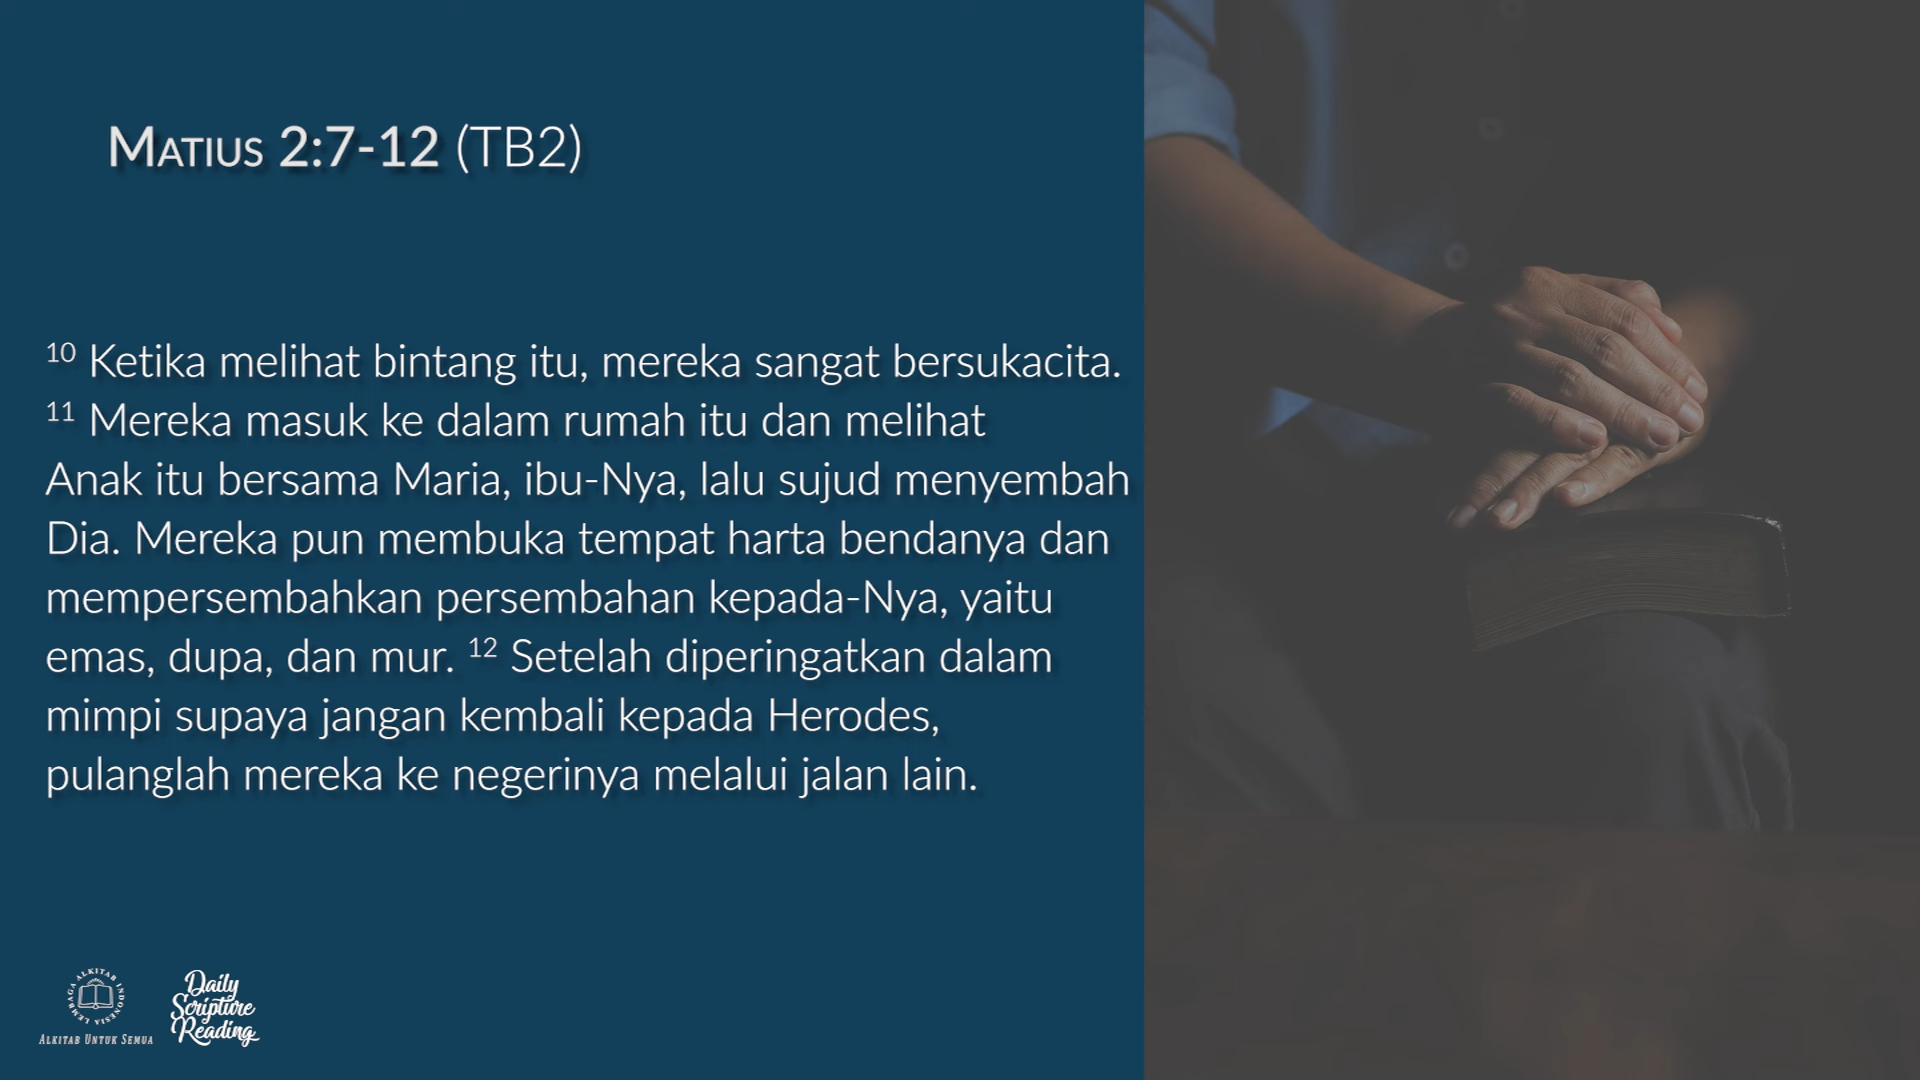 MATIUS 2:7-12 (TB2)
10 Ketika melihat bintang itu, mereka sangat bersukacita.
11 Mereka masuk ke dalam rumah itu dan melihat
Anak itu bersama Maria, ibu-Nya, lalu sujud menyembah
Dia. Mereka pun membuka tempat harta bendanya dan
mempersembahkan persembahan kepada-Nya, yaitu
emas, dupa, dan mur. 12 Setelah diperingatkan dalam
mimpi supaya jangan kembali kepada Herodes,
pulanglah mereka ke negerinya melalui jalan lain.
LEMBAGA ALKITAB INDONESIA
ALKITAB UNTUK SEMUA
Daily
Scripture
Reading